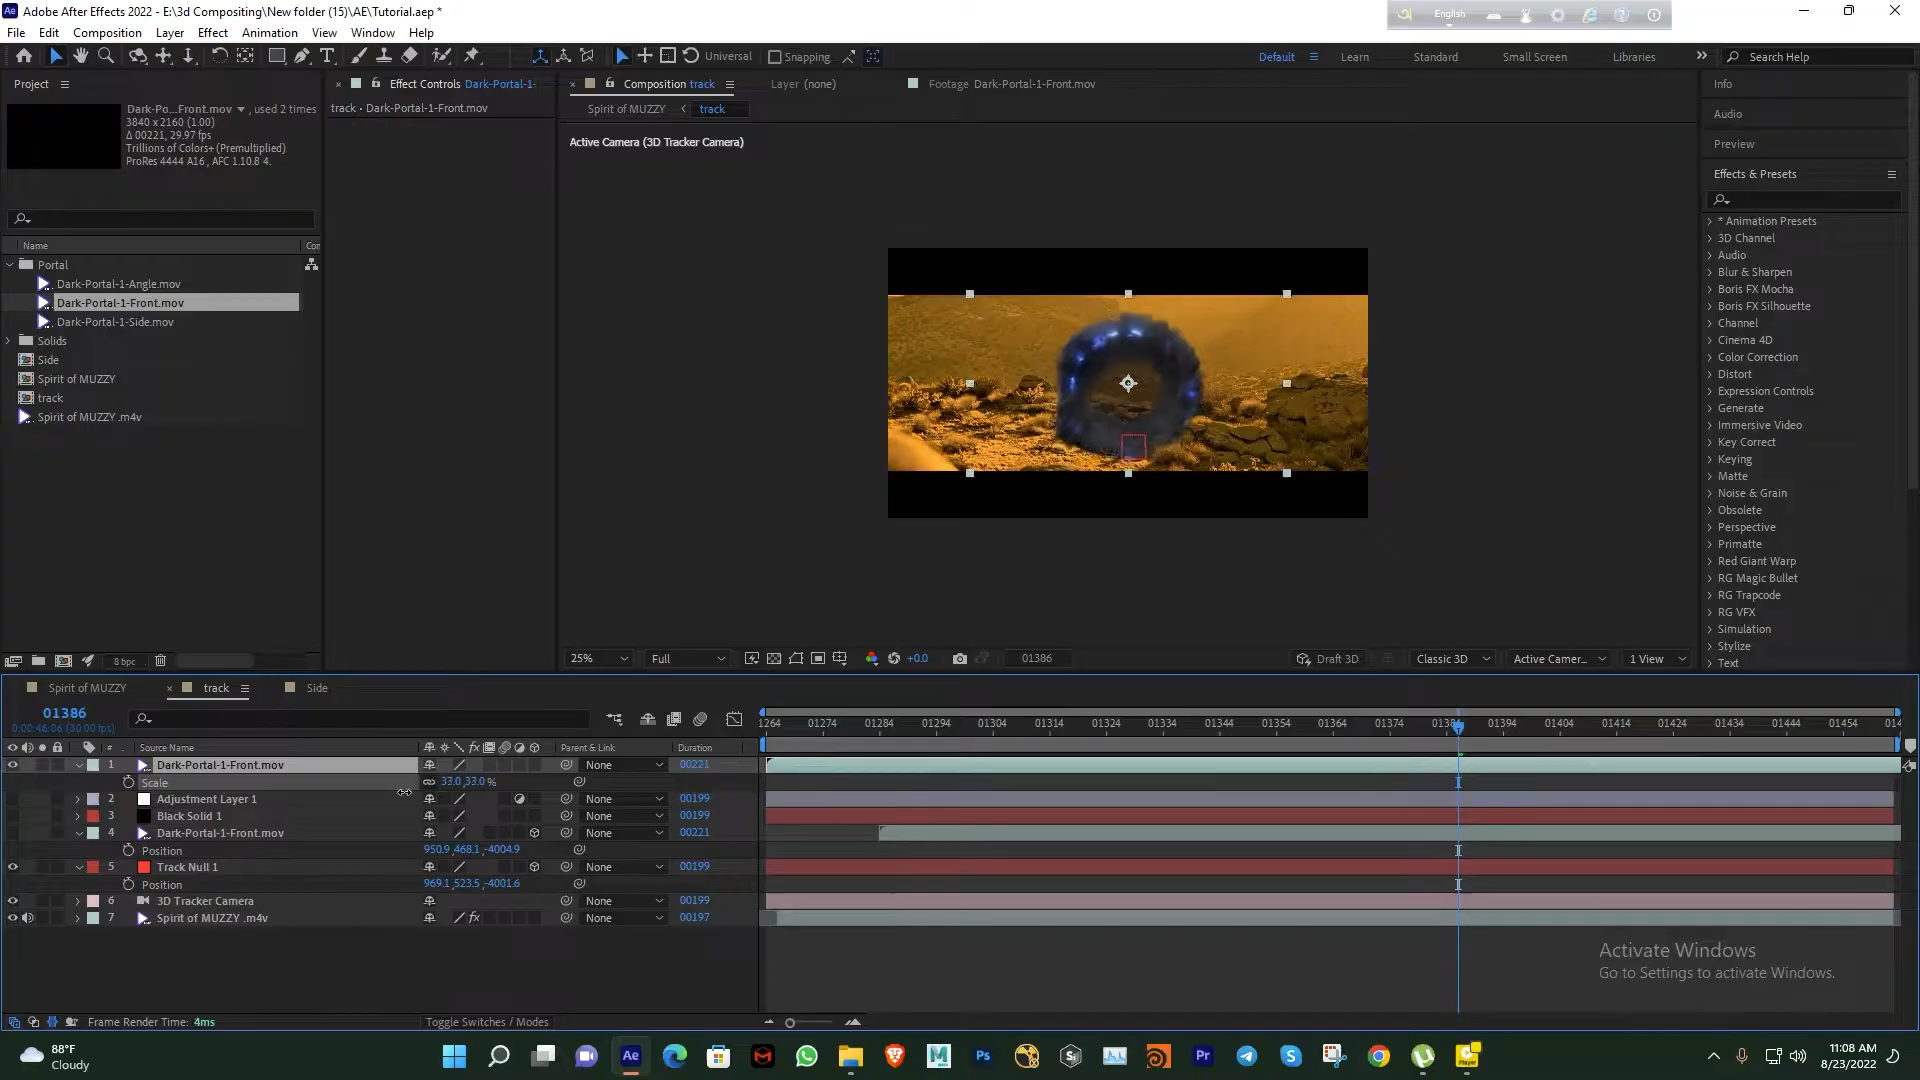 Adobe After Effects 2022 - E:\3d Compositing\New folder (15)\AE\Tutorial.aep *
English
File Edit Composition Layer Effect Animation View Window Help
Universal Snapping Default Learn Standard Small Screen Libraries Search Help
Project
Effect Controls Dark-Portal-1-
Composition track Layer (none) Footage Dark-Portal-1-Front.mov
Info
Dark-Po...Front.mov , used 2 times
3840 x 2160 (1.00)
Δ 00221, 29.97 fps
Trillions of Colors+ (Premultiplied)
ProRes 4444 A16 , AFC 1.10.8 4.
track • Dark-Portal-1-Front.mov
Spirit of MUZZY track
Active Camera (3D Tracker Camera)
Audio
Preview
Effects & Presets
* Animation Presets
3D Channel
Audio
Blur & Sharpen
Boris FX Mocha
Boris FX Silhouette
Channel
Cinema 4D
Color Correction
Distort
Expression Controls
Generate
Immersive Video
Key Correct
Keying
Matte
Noise & Grain
Obsolete
Perspective
Primatte
Red Giant Warp
RG Magic Bullet
RG Trapcode
RG VFX
Simulation
Stylize
Text
Name
Portal
Dark-Portal-1-Angle.mov
Dark-Portal-1-Front.mov
Dark-Portal-1-Side.mov
Solids
Side
Spirit of MUZZY
track
Spirit of MUZZY .m4v
8 bpc
25% Full +0.0 01386 Draft 3D Classic 3D Active Camer... 1 View
Spirit of MUZZY track Side
01386
0:00:46:06 (30.00 fps)
1264 01274 01284 01294 01304 01314 01324 01334 01344 01354 01364 01374 01394 01404 01414 01424 01434 01444 01454
# Source Name Parent & Link Duration
1 Dark-Portal-1-Front.mov None 00221
Scale 33.0,33.0 %
2 Adjustment Layer 1 None 00199
3 Black Solid 1 None 00199
4 Dark-Portal-1-Front.mov None 00221
Position 950.9,468.1,-4004.9
5 Track Null 1 None 00199
Position 969.1,523.5,-4001.6
6 3D Tracker Camera None 00199
7 Spirit of MUZZY .m4v None 00197
Activate Windows
Go to Settings to activate Windows.
Frame Render Time: 4ms
Toggle Switches / Modes
88°F
Cloudy
11:08 AM
8/23/2022